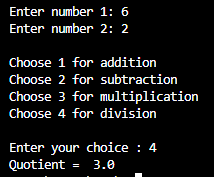 Enter number 1: 6
Enter number 2: 2
Choose 1 for addition
Choose 2 for subtraction
Choose 3 for multiplication
Choose 4 for division
Enter your choice : 4
Quotient =  3.0